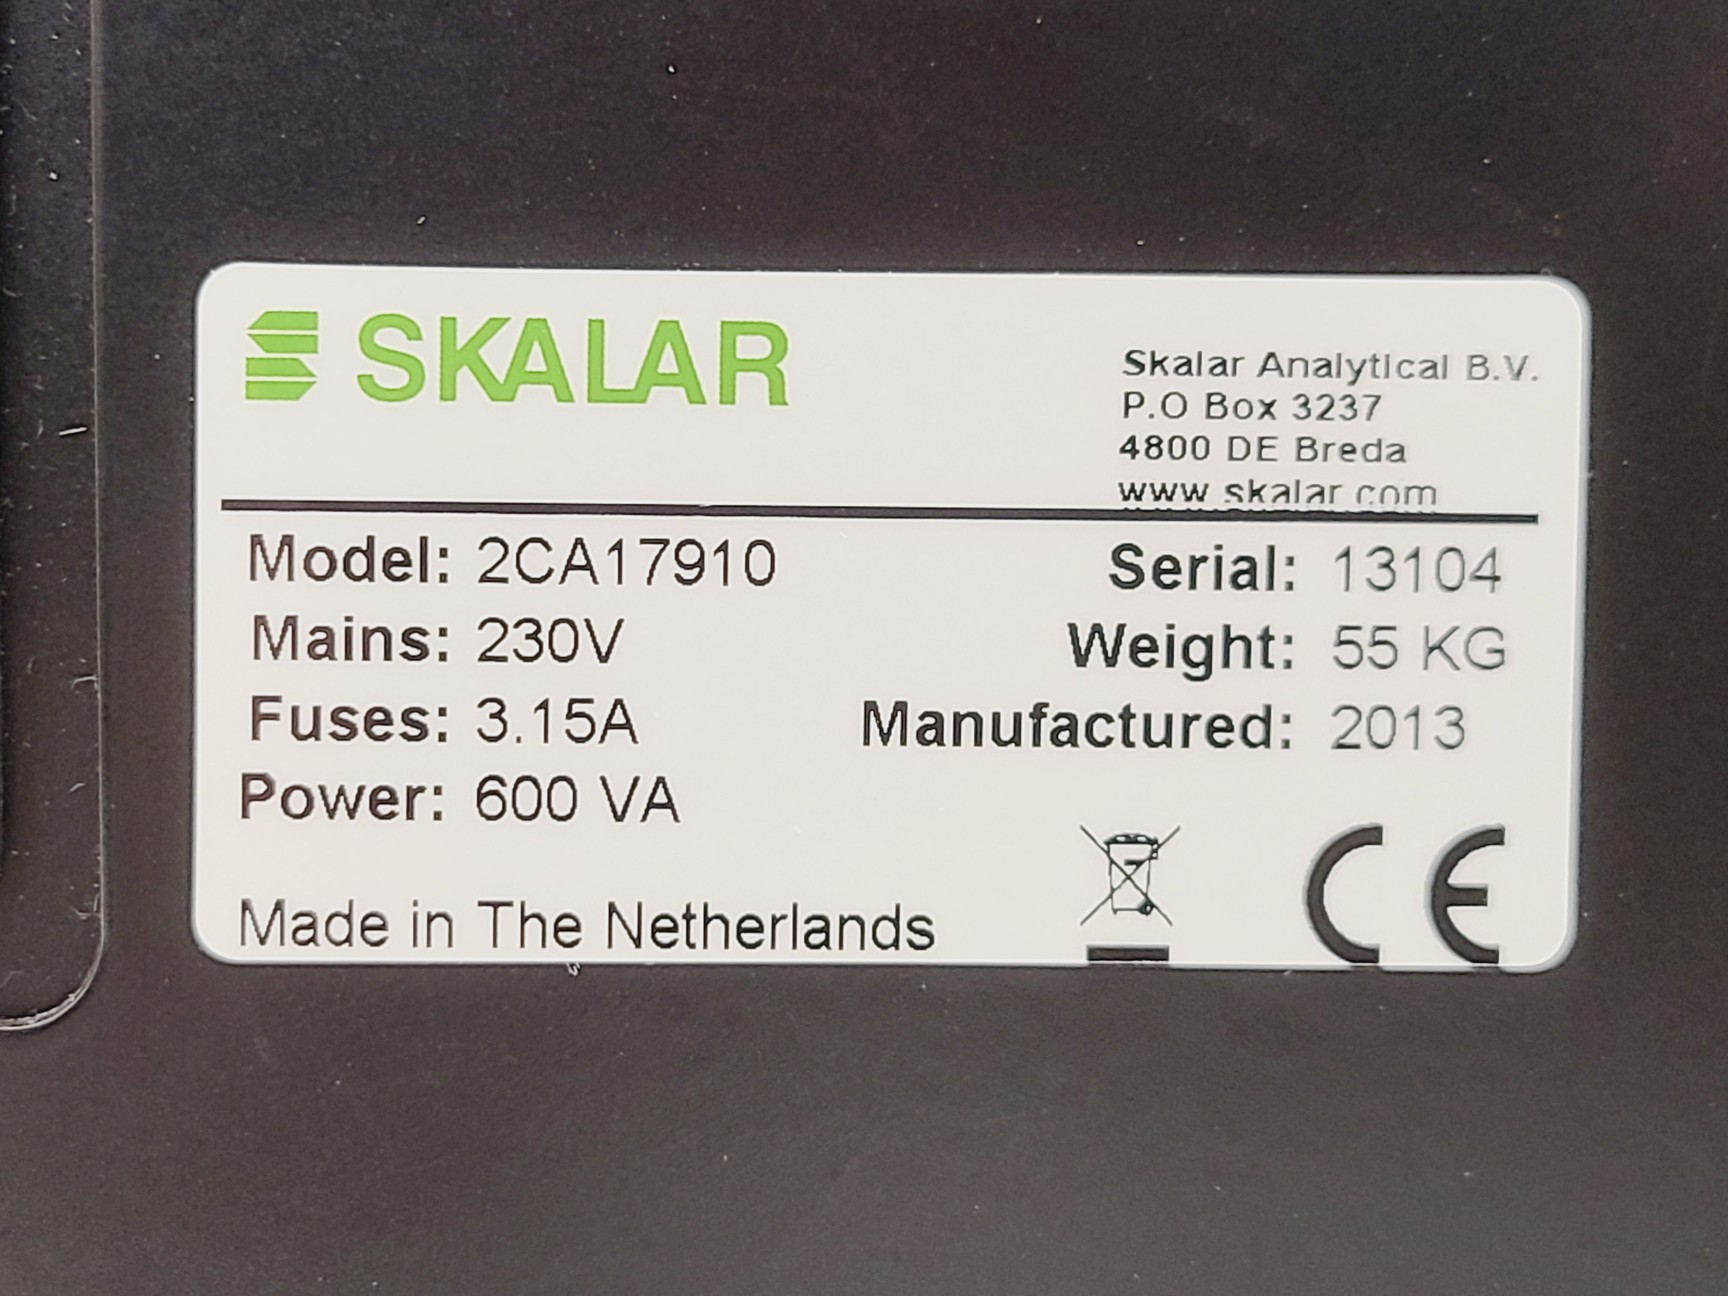 SKALAR
Skalar Analytical B.V.
P.O Box 3237
4800 DE Breda
www.skalar.com
Model: 2CA17910
Serial: 13104
Mains: 230V
Weight: 55 KG
Fuses: 3.15A
Manufactured: 2013
Power: 600 VA
Made in The Netherlands
CE